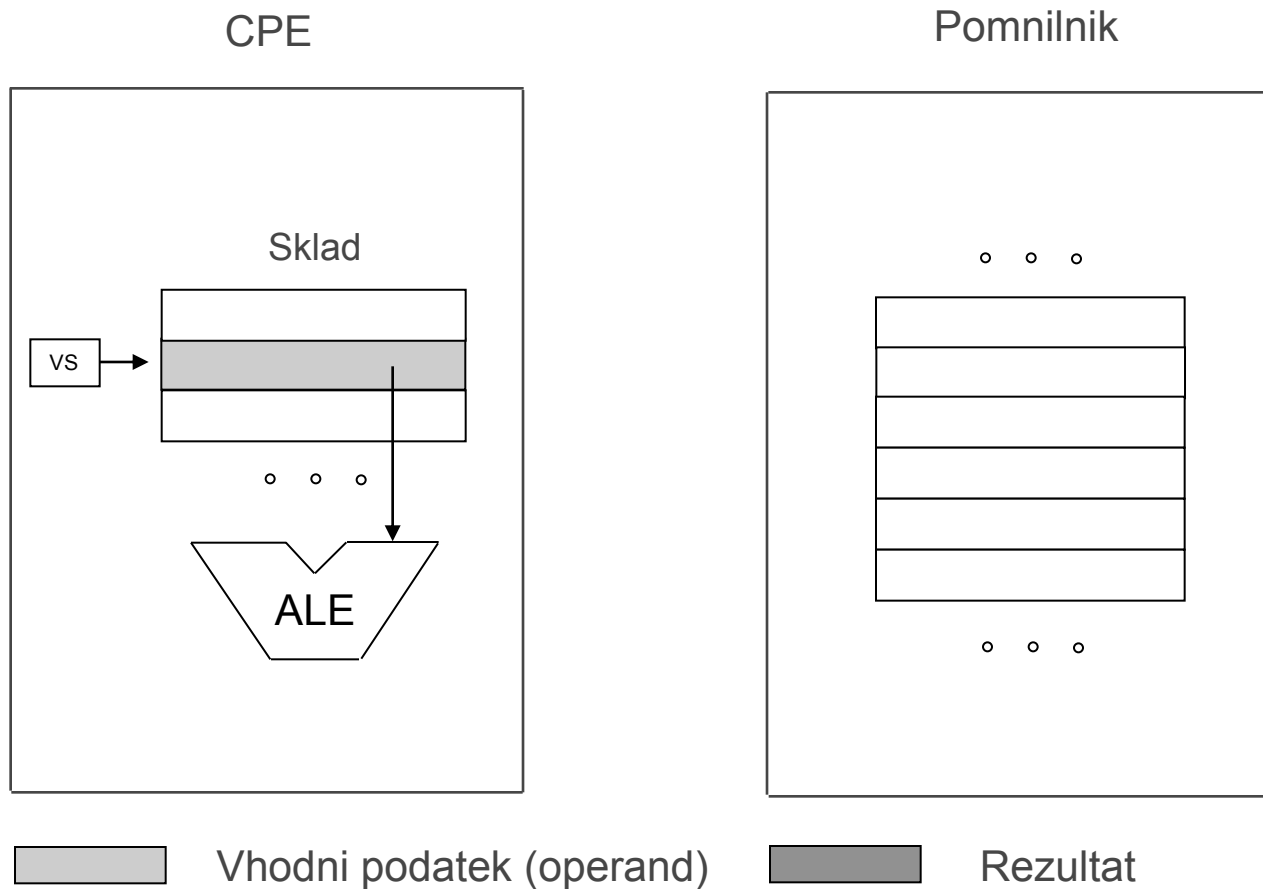 CPE
Pomnilnik
Sklad
VS
ALE
Vhodni podatek (operand)
Rezultat